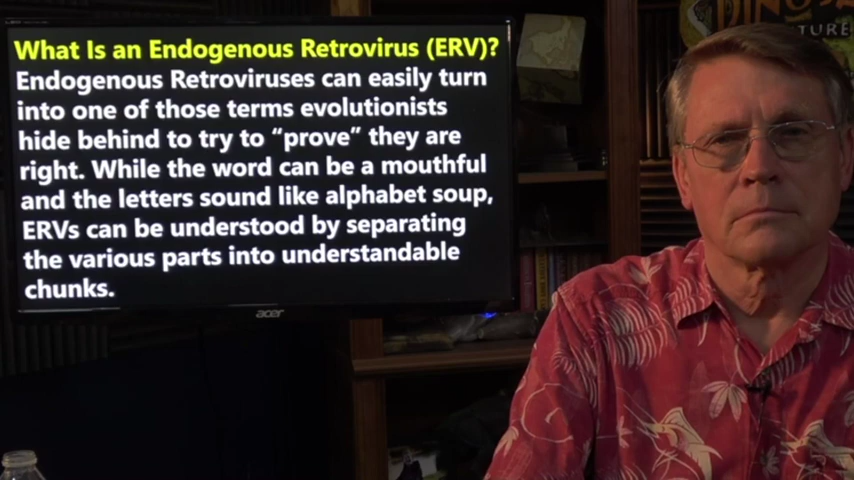 What Is an Endogenous Retrovirus (ERV)?
Endogenous Retroviruses can easily turn
into one of those terms evolutionists
hide behind to try to “prove” they are
right. While the word can be a mouthful
and the letters sound like alphabet soup,
ERVs can be understood by separating
the various parts into understandable
chunks.
acer